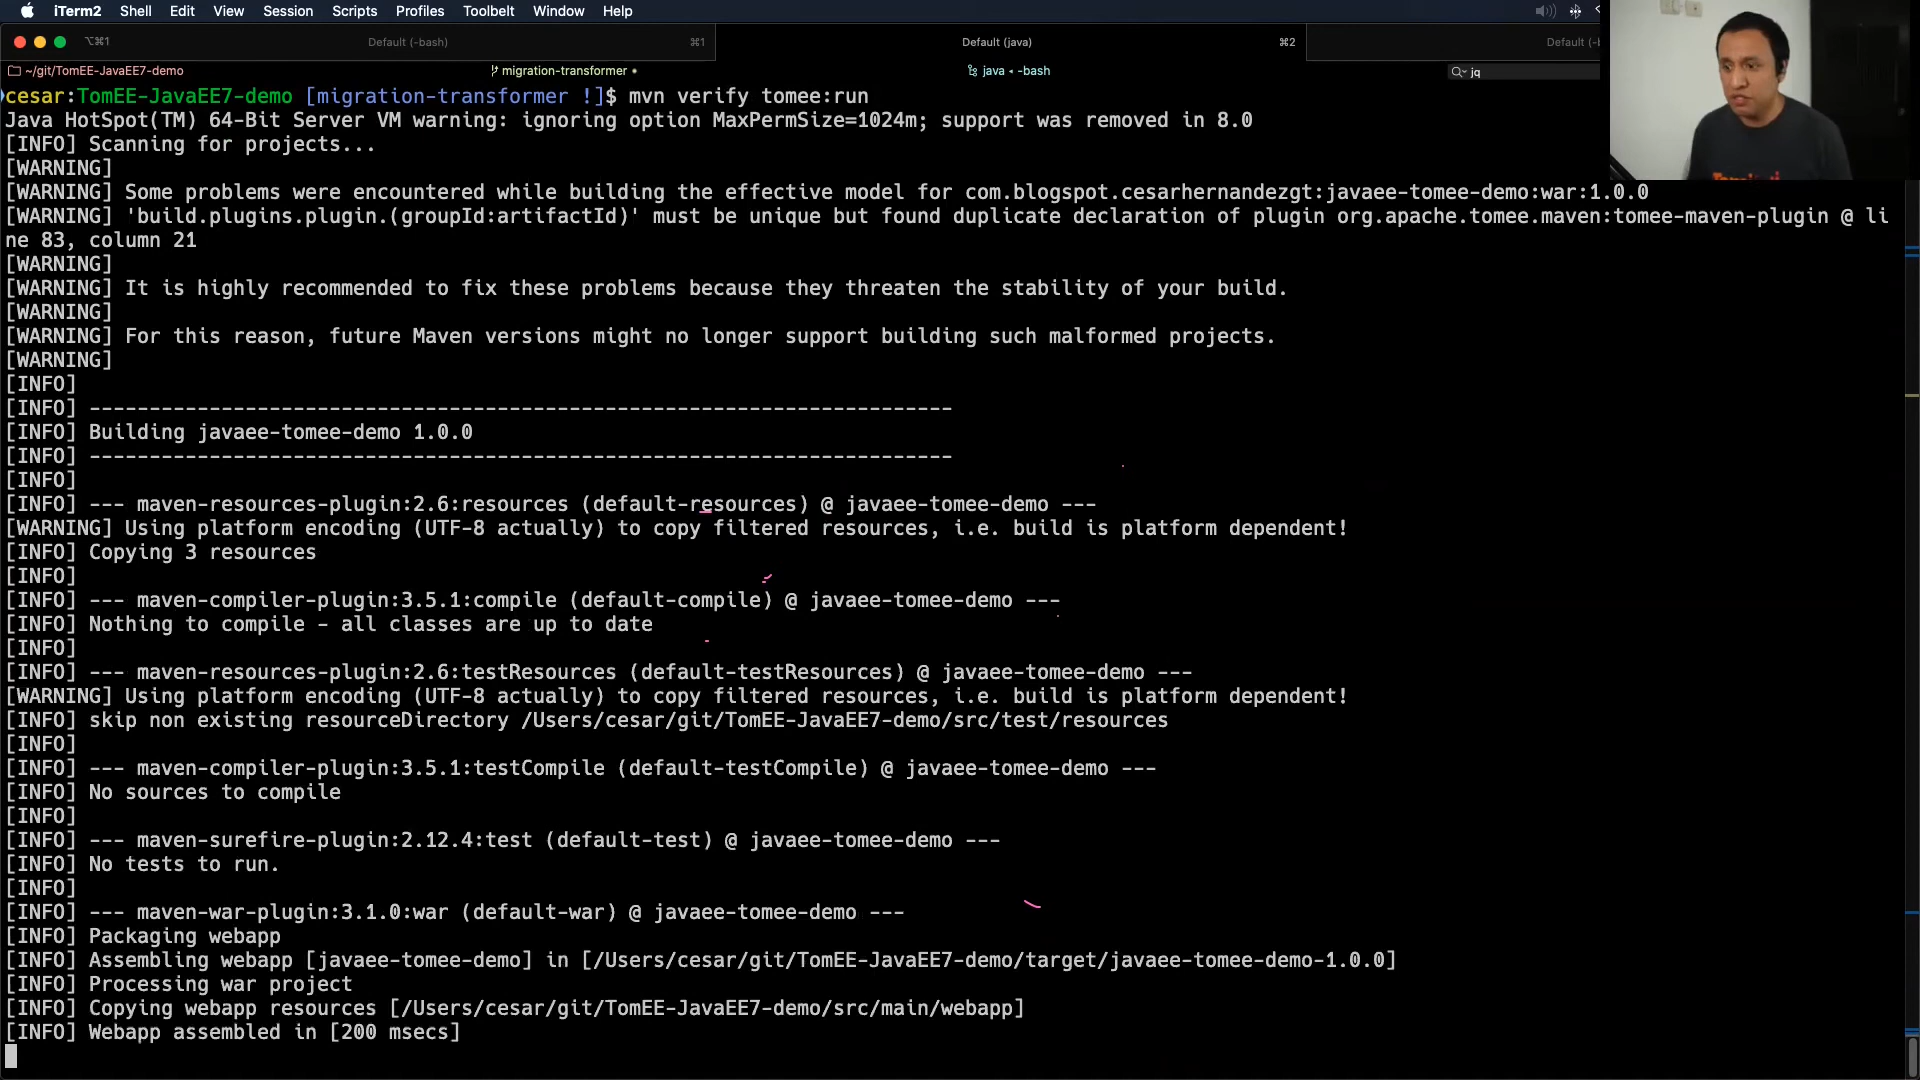 iTerm2 Shell Edit View Session Scripts Profiles Toolbelt Window Help
⌥⌘1 Default (-bash) ⌘1 Default (java) ⌘2 Default (-b
~/git/TomEE-JavaEE7-demo migration-transformer • java ◂ -bash jq
cesar:TomEE-JavaEE7-demo [migration-transformer !]$ mvn verify tomee:run
Java HotSpot(TM) 64-Bit Server VM warning: ignoring option MaxPermSize=1024m; support was removed in 8.0
[INFO] Scanning for projects...
[WARNING]
[WARNING] Some problems were encountered while building the effective model for com.blogspot.cesarhernandezgt:javaee-tomee-demo:war:1.0.0
[WARNING] 'build.plugins.plugin.(groupId:artifactId)' must be unique but found duplicate declaration of plugin org.apache.tomee.maven:tomee-maven-plugin @ li
ne 83, column 21
[WARNING]
[WARNING] It is highly recommended to fix these problems because they threaten the stability of your build.
[WARNING]
[WARNING] For this reason, future Maven versions might no longer support building such malformed projects.
[WARNING]
[INFO]
[INFO] ------------------------------------------------------------------------
[INFO] Building javaee-tomee-demo 1.0.0
[INFO] ------------------------------------------------------------------------
[INFO]
[INFO] --- maven-resources-plugin:2.6:resources (default-resources) @ javaee-tomee-demo ---
[WARNING] Using platform encoding (UTF-8 actually) to copy filtered resources, i.e. build is platform dependent!
[INFO] Copying 3 resources
[INFO]
[INFO] --- maven-compiler-plugin:3.5.1:compile (default-compile) @ javaee-tomee-demo ---
[INFO] Nothing to compile - all classes are up to date
[INFO]
[INFO] --- maven-resources-plugin:2.6:testResources (default-testResources) @ javaee-tomee-demo ---
[WARNING] Using platform encoding (UTF-8 actually) to copy filtered resources, i.e. build is platform dependent!
[INFO] skip non existing resourceDirectory /Users/cesar/git/TomEE-JavaEE7-demo/src/test/resources
[INFO]
[INFO] --- maven-compiler-plugin:3.5.1:testCompile (default-testCompile) @ javaee-tomee-demo ---
[INFO] No sources to compile
[INFO]
[INFO] --- maven-surefire-plugin:2.12.4:test (default-test) @ javaee-tomee-demo ---
[INFO] No tests to run.
[INFO]
[INFO] --- maven-war-plugin:3.1.0:war (default-war) @ javaee-tomee-demo ---
[INFO] Packaging webapp
[INFO] Assembling webapp [javaee-tomee-demo] in [/Users/cesar/git/TomEE-JavaEE7-demo/target/javaee-tomee-demo-1.0.0]
[INFO] Processing war project
[INFO] Copying webapp resources [/Users/cesar/git/TomEE-JavaEE7-demo/src/main/webapp]
[INFO] Webapp assembled in [200 msecs]